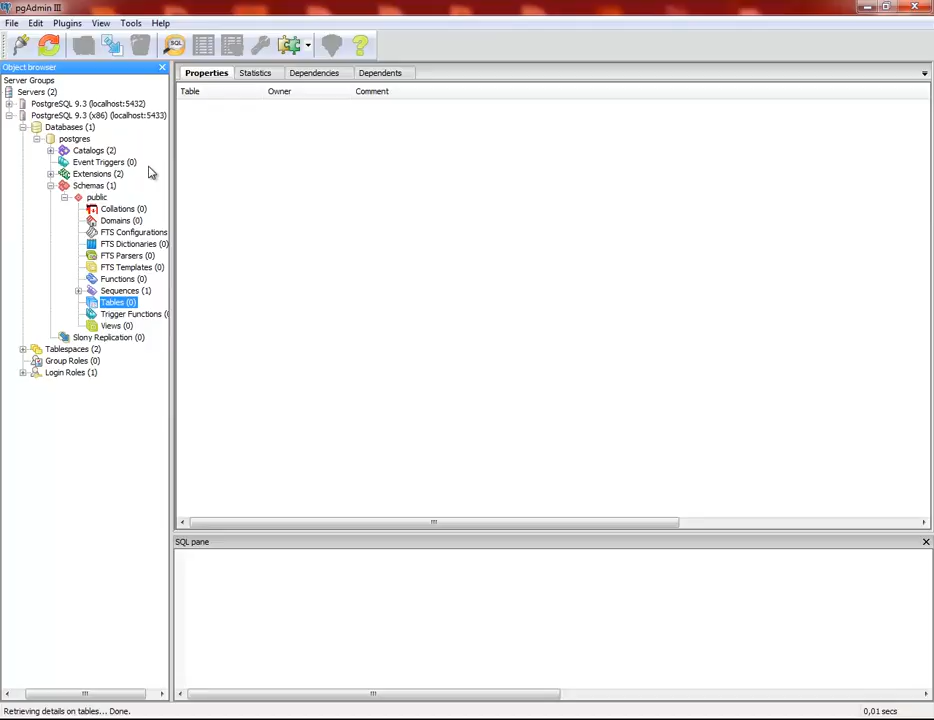 pgAdmin III
File Edit Plugins View Tools Help
SQL
Object browser
Server Groups
Servers (2)
PostgreSQL 9.3 (localhost:5432)
PostgreSQL 9.3 (x86) (localhost:5433)
Databases (1)
postgres
Catalogs (2)
Event Triggers (0)
Extensions (2)
Schemas (1)
public
Collations (0)
Domains (0)
FTS Configurations
FTS Dictionaries (0)
FTS Parsers (0)
FTS Templates (0)
Functions (0)
Sequences (1)
Tables (0)
Trigger Functions (
Views (0)
Slony Replication (0)
Tablespaces (2)
Group Roles (0)
Login Roles (1)
Properties Statistics Dependencies Dependents
Table Owner Comment
SQL pane
Retrieving details on tables... Done. 0,01 secs